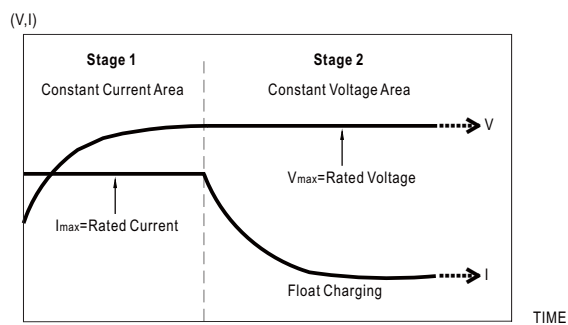 (V,I)
Stage 1
Constant Current Area
Stage 2
Constant Voltage Area
V
Vmax=Rated Voltage
Imax=Rated Current
I
Float Charging
TIME